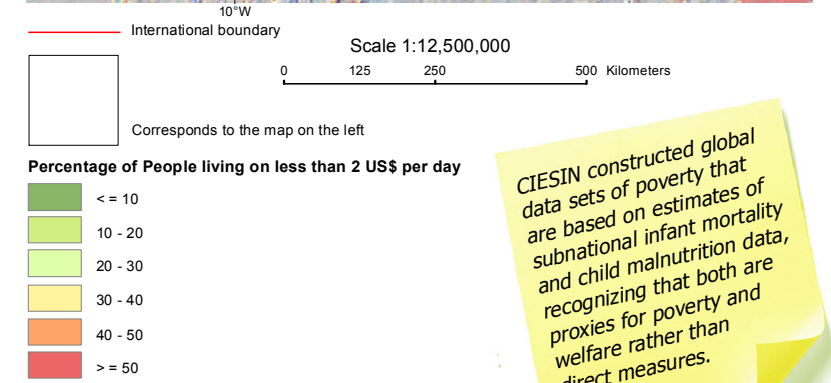 10°W
International boundary
Scale 1:12,500,000
0 125 250 500 Kilometers
Corresponds to the map on the left
Percentage of People living on less than 2 US$ per day
< = 10
10 - 20
20 - 30
30 - 40
40 - 50
> = 50
CIESIN constructed global
data sets of poverty that
are based on estimates of
subnational infant mortality
and child malnutrition data,
recognizing that both are
proxies for poverty and
welfare rather than
direct measures.